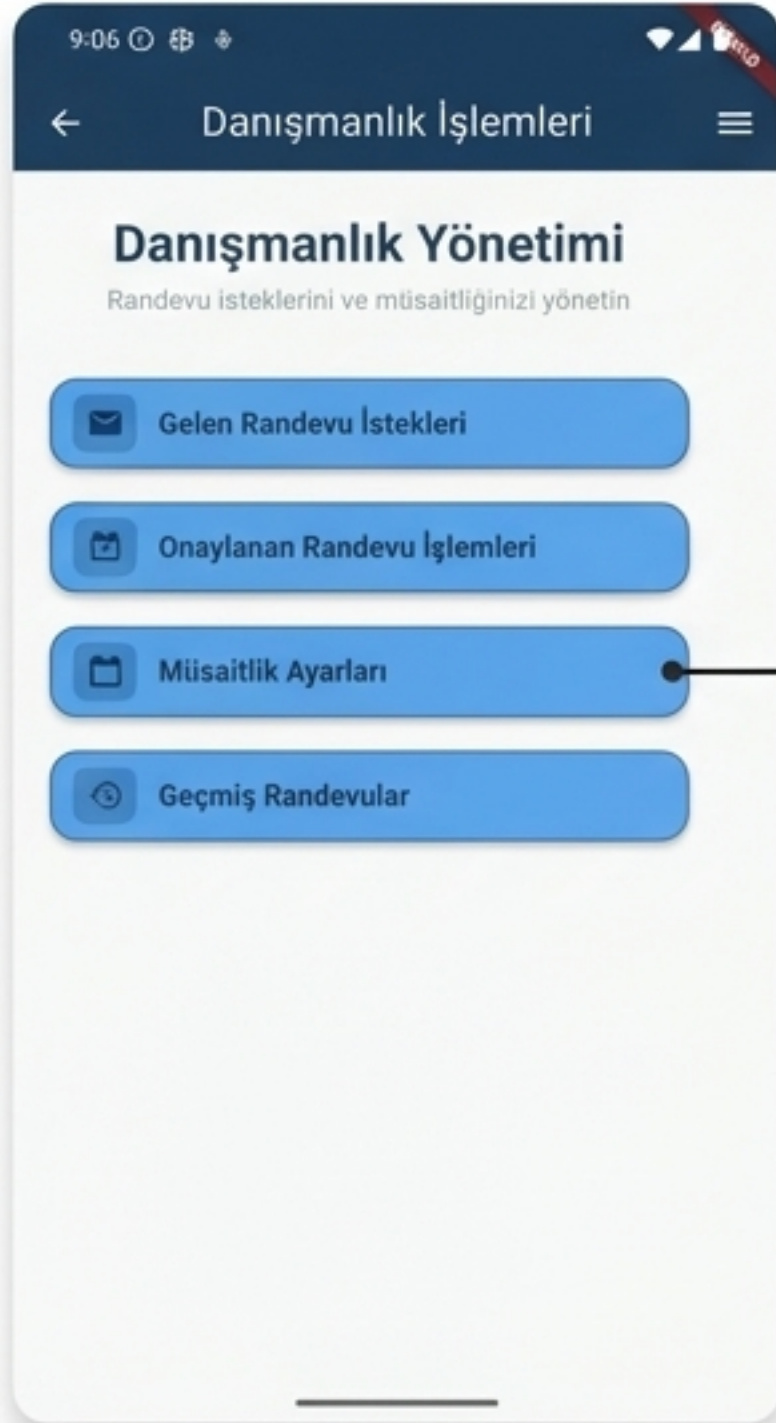 9:06
Danışmanlık İşlemleri
Danışmanlık Yönetimi
Randevu isteklerini ve müsaitliğinizi yönetin
Gelen Randevu İstekleri
Onaylanan Randevu İşlemleri
Müsaitlik Ayarları
Geçmiş Randevular